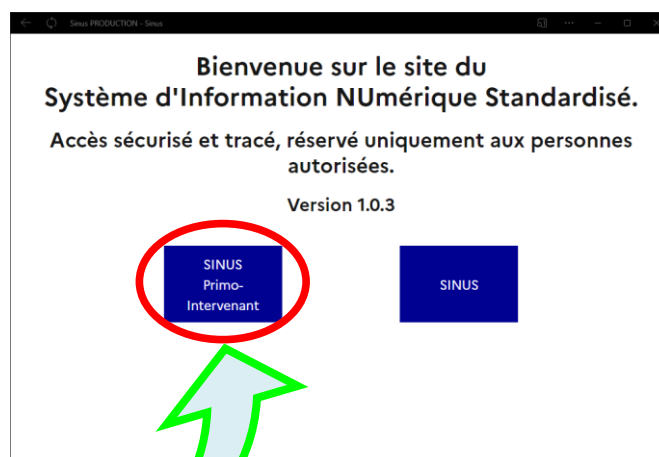 Sinus PRODUCTION - Sinus
Bienvenue sur le site du
Système d'Information NUmérique Standardisé.
Accès sécurisé et tracé, réservé uniquement aux personnes
autorisées.
Version 1.0.3
SINUS
Primo-
Intervenant
SINUS